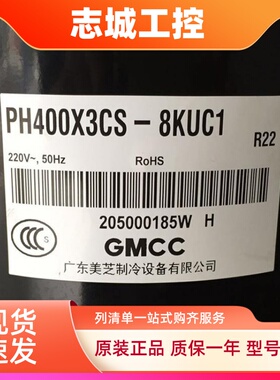 志城工控
PH400X3CS-8KUC1
R22
220V~, 50Hz
RoHS
205000185W H
CCC
S
GMCC
广东美芝制冷设备有限公司
现货
速发
列清单一站式购齐服务
原装正品 质保一年 型号